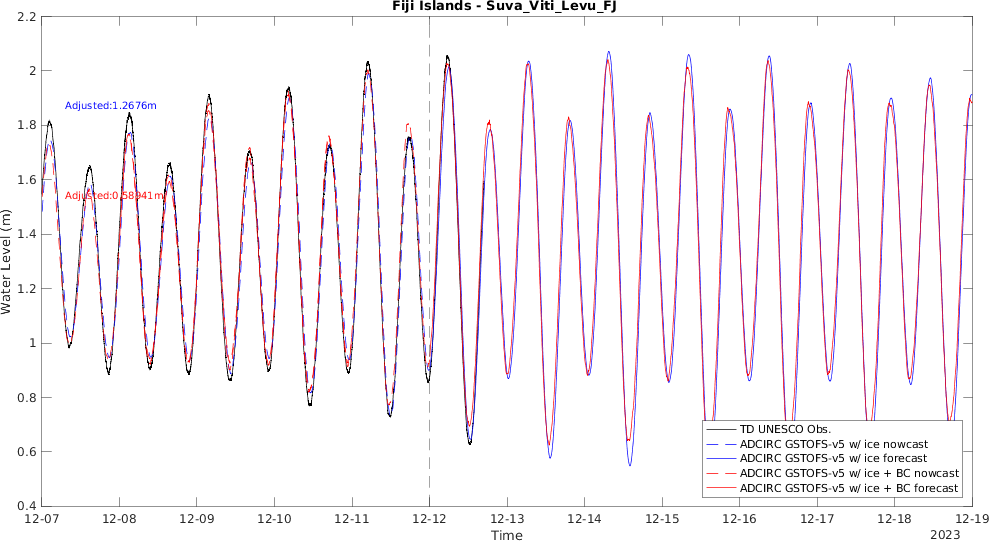 Fiji Islands - Suva_Viti_Levu_FJ
2.2
2
1.8
1.6
1.4
1.2
1
0.8
0.6
0.4
Water Level (m)
Adjusted:1.2676m
Adjusted:0.58941m
TD UNESCO Obs.
ADCIRC GSTOFS-v5 w/ ice nowcast
ADCIRC GSTOFS-v5 w/ ice forecast
ADCIRC GSTOFS-v5 w/ ice + BC nowcast
ADCIRC GSTOFS-v5 w/ ice + BC forecast
12-07 12-08 12-09 12-10 12-11 12-12 12-13 12-14 12-15 12-16 12-17 12-18 12-19
Time
2023